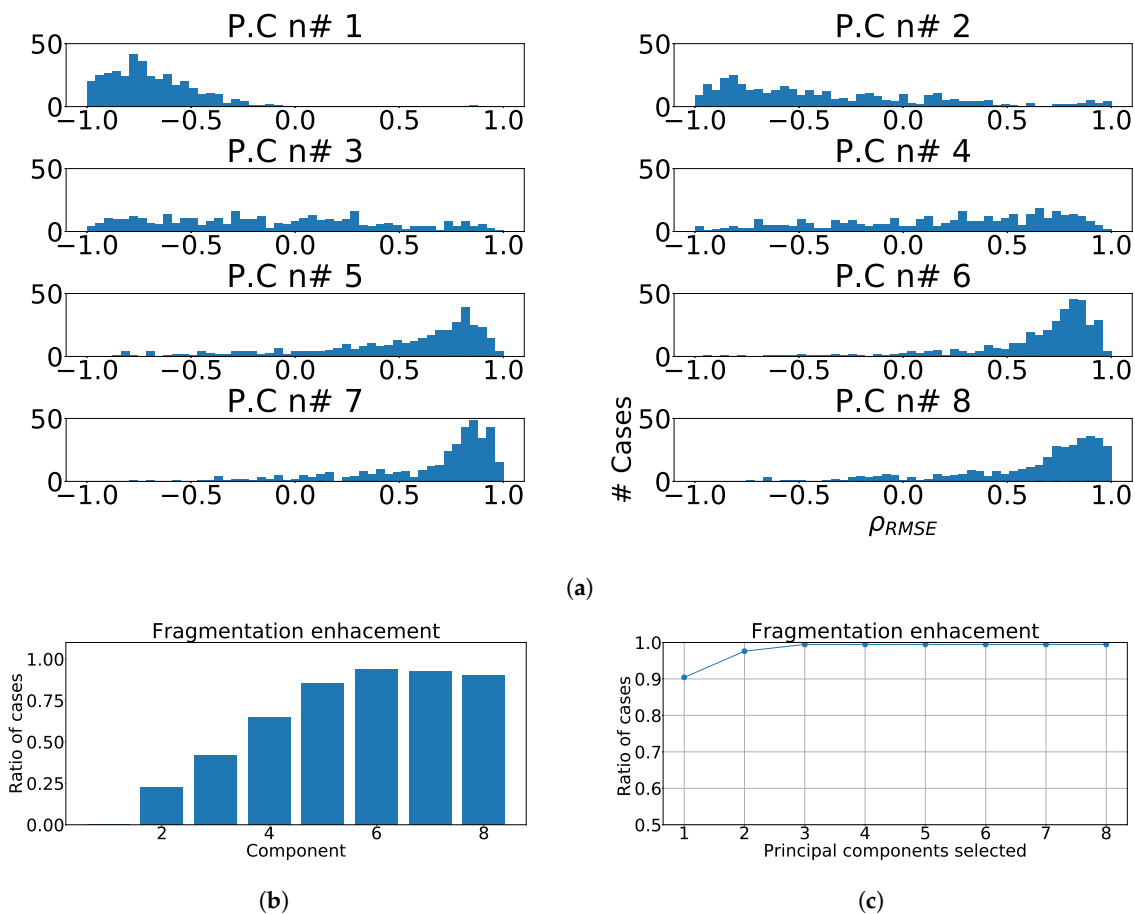 P.C n# 1
P.C n# 2
50
0
−1.0 −0.5 0.0 0.5 1.0
50
0
−1.0 −0.5 0.0 0.5 1.0
P.C n# 3
P.C n# 4
50
0
−1.0 −0.5 0.0 0.5 1.0
50
0
−1.0 −0.5 0.0 0.5 1.0
P.C n# 5
P.C n# 6
50
0
−1.0 −0.5 0.0 0.5 1.0
50
0
−1.0 −0.5 0.0 0.5 1.0
P.C n# 7
P.C n# 8
50
0
−1.0 −0.5 0.0 0.5 1.0
# Cases
50
0
−1.0 −0.5 0.0 0.5 1.0
ρRMSE
(a)
Fragmentation enhacement
Ratio of cases
1.00
0.75
0.50
0.25
0.00
2 4 6 8
Component
(b)
Fragmentation enhacement
Ratio of cases
1.0
0.9
0.8
0.7
0.6
0.5
1 2 3 4 5 6 7 8
Principal components selected
(c)